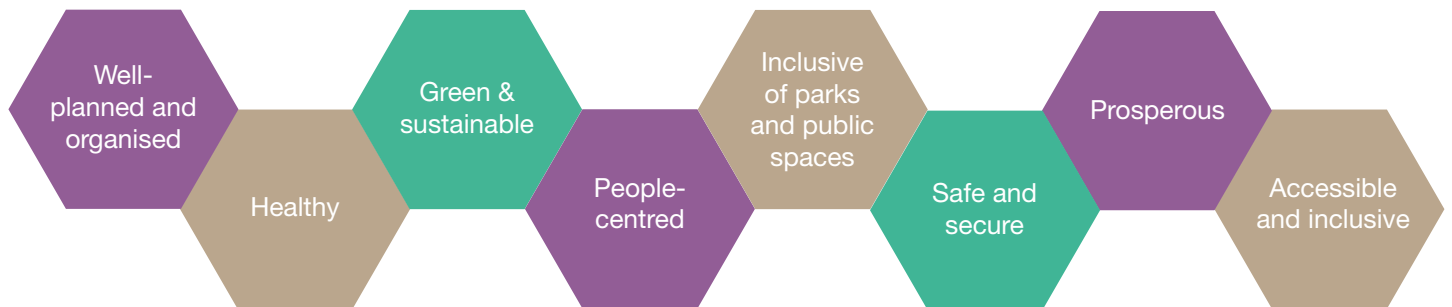 Well-
planned and
organised
Healthy
Green &
sustainable
People-
centred
Inclusive
of parks
and public
spaces
Safe and
secure
Prosperous
Accessible
and inclusive